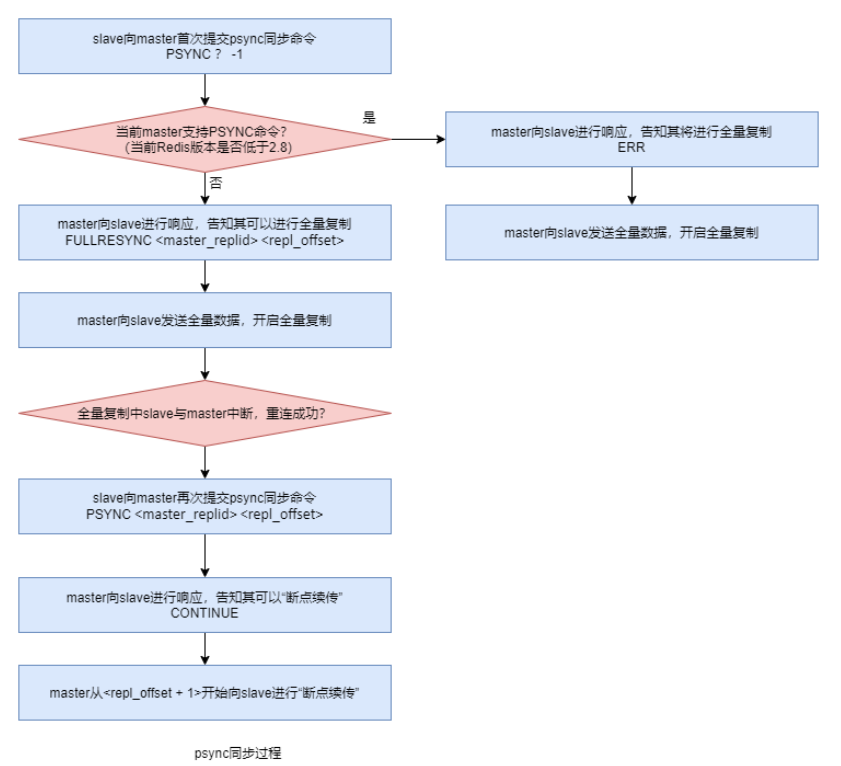 slave向master首次提交psync同步命令
PSYNC ? -1
当前master支持PSYNC命令?
(当前Redis版本是否低于2.8)
是
master向slave进行响应，告知其将进行全量复制
ERR
否
master向slave进行响应，告知其可以进行全量复制
FULLRESYNC <master_replid> <repl_offset>
master向slave发送全量数据，开启全量复制
master向slave发送全量数据，开启全量复制
全量复制中slave与master中断，重连成功?
slave向master再次提交psync同步命令
PSYNC <master_replid> <repl_offset>
master向slave进行响应，告知其可以“断点续传”
CONTINUE
master从<repl_offset + 1>开始向slave进行“断点续传”
psync同步过程